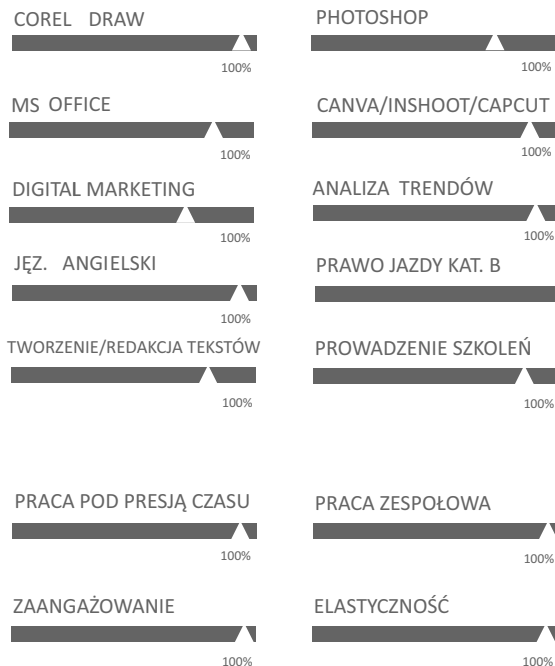 COREL DRAW
100%
PHOTOSHOP
100%
MS OFFICE
100%
CANVA/INSHOOT/CAPCUT
100%
DIGITAL MARKETING
100%
ANALIZA TRENDÓW
100%
JĘZ. ANGIELSKI
100%
PRAWO JAZDY KAT. B
TWORZENIE/REDAKCJA TEKSTÓW
100%
PROWADZENIE SZKOLEŃ
100%
PRACA POD PRESJĄ CZASU
100%
PRACA ZESPOŁOWA
100%
ZAANGAŻOWANIE
100%
ELASTYCZNOŚĆ
100%